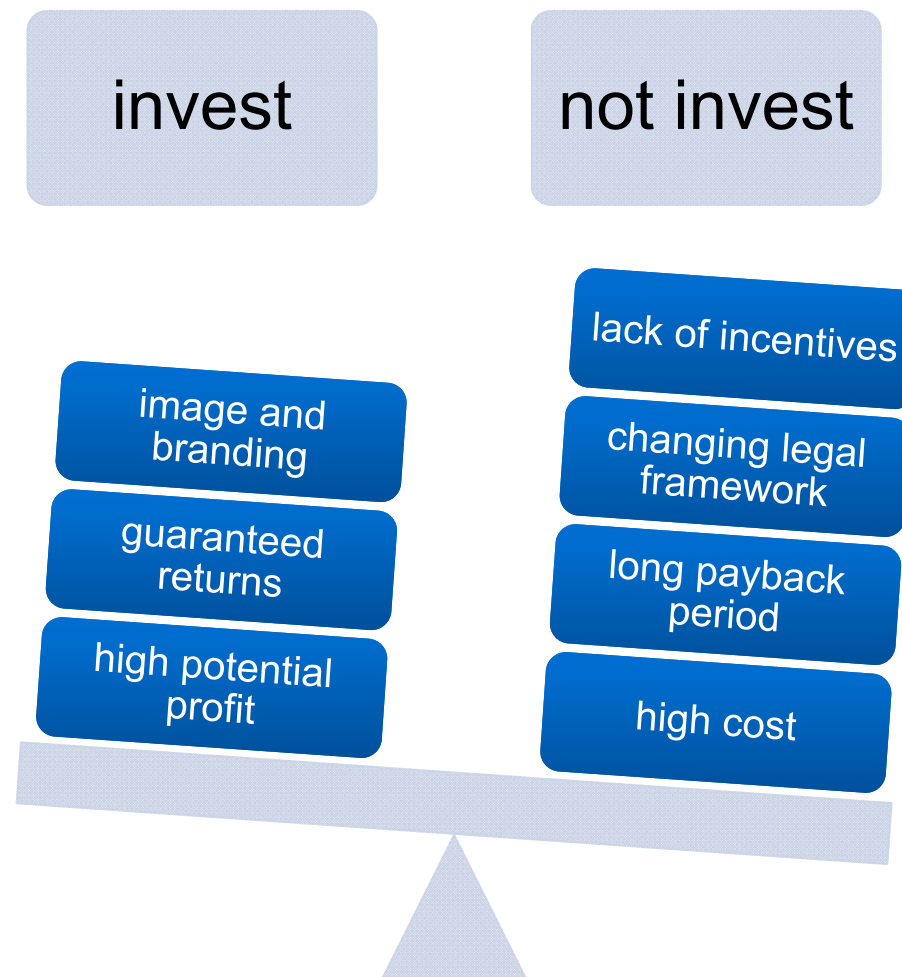 invest
not invest
image and
branding
guaranteed
returns
high potential
profit
lack of incentives
changing legal
framework
long payback
period
high cost